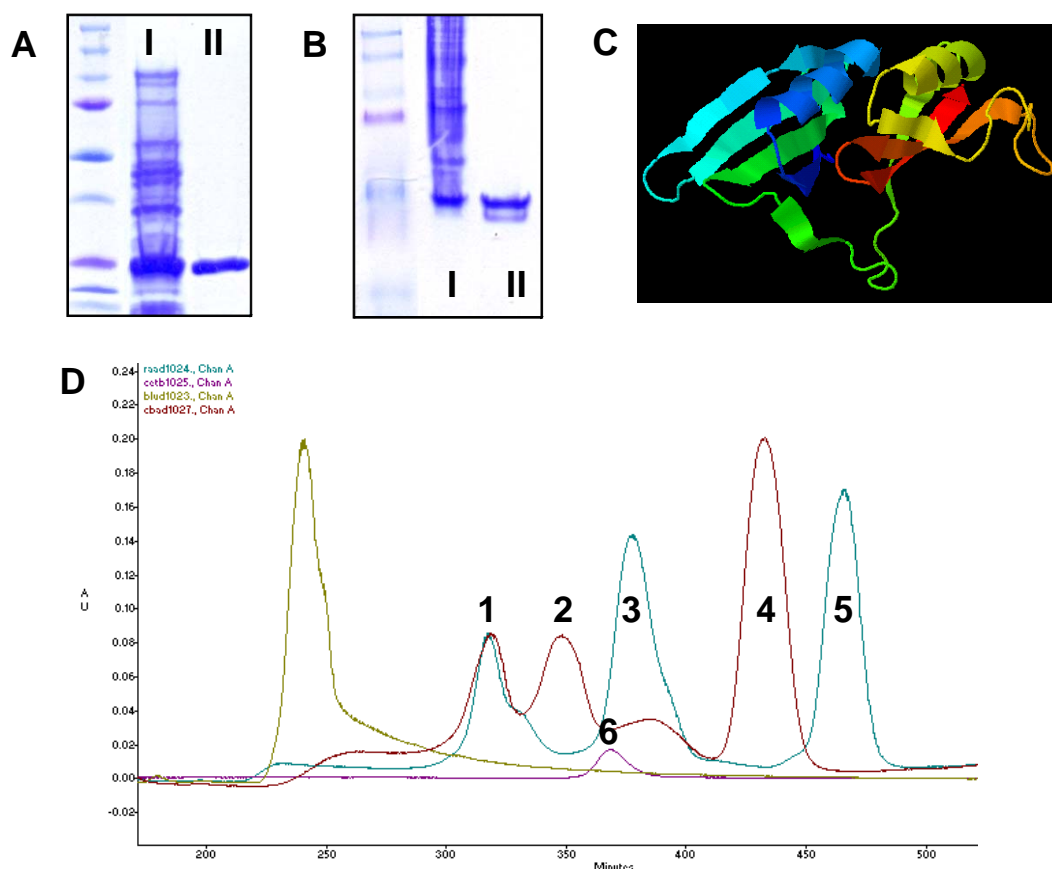 A
I II
B
I II
C
D
raad1024., Chan A
cetb1025., Chan A
blud1023., Chan A
cbad1027., Chan A
0.24
0.22
0.20
0.18
0.16
0.14
0.12
0.10
0.08
0.06
0.04
0.02
0.00
-0.02
A
U
1 2 3 4 5
6
200 250 300 350 400 450 500
Minutes